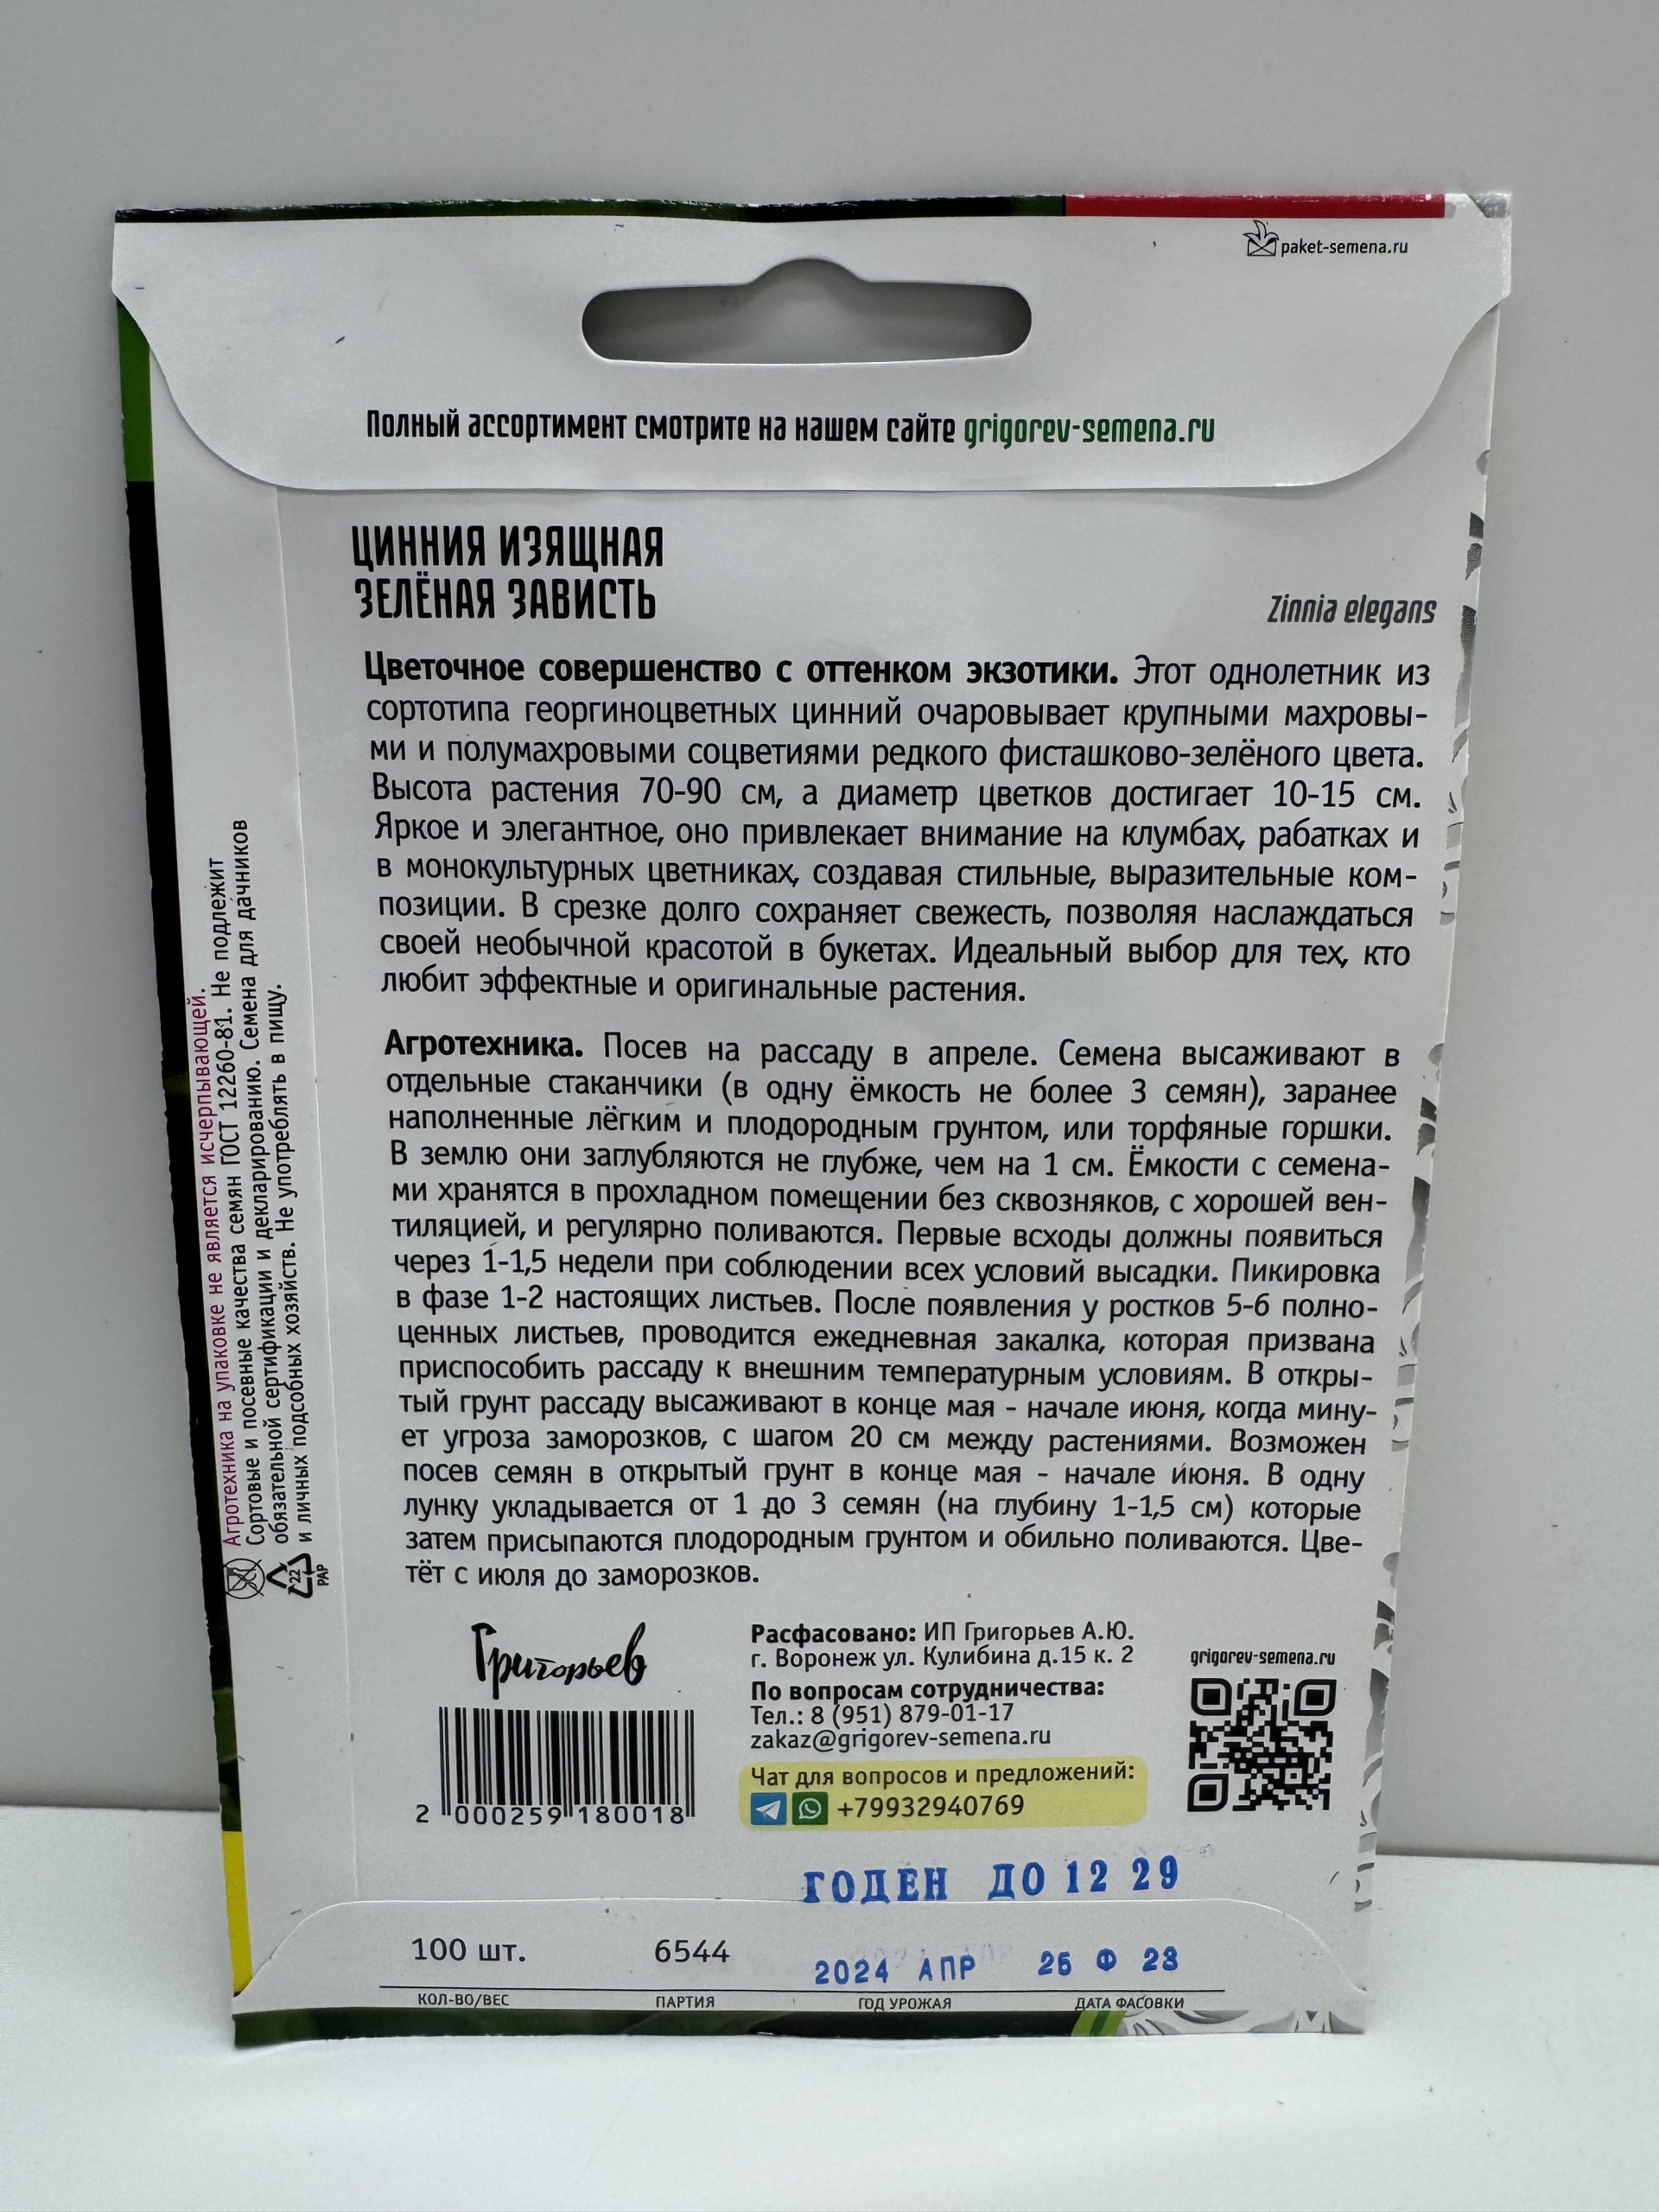 paket-semena.ru
Полный ассортимент смотрите на нашем сайте grigorev-semena.ru
ЦИННИЯ ИЗЯЩНАЯ
ЗЕЛЁНАЯ ЗАВИСТЬ
Zinnia elegans
Цветочное совершенство с оттенком экзотики. Этот однолетник из
сортотипа георгиноцветных цинний очаровывает крупными махровы-
ми и полумахровыми соцветиями редкого фисташково-зелёного цвета.
Высота растения 70-90 см, а диаметр цветков достигает 10-15 см.
Яркое и элегантное, оно привлекает внимание на клумбах, рабатках и
в монокультурных цветниках, создавая стильные, выразительные ком-
позиции. В срезке долго сохраняет свежесть, позволяя наслаждаться
своей необычной красотой в букетах. Идеальный выбор для тех, кто
любит эффектные и оригинальные растения.
Агротехника. Посев на рассаду в апреле. Семена высаживают в
отдельные стаканчики (в одну ёмкость не более 3 семян), заранее
наполненные лёгким и плодородным грунтом, или торфяные горшки.
В землю они заглубляются не глубже, чем на 1 см. Ёмкости с семена-
ми хранятся в прохладном помещении без сквозняков, с хорошей вен-
тиляцией, и регулярно поливаются. Первые всходы должны появиться
через 1-1,5 недели при соблюдении всех условий высадки. Пикировка
в фазе 1-2 настоящих листьев. После появления у ростков 5-6 полно-
ценных листьев, проводится ежедневная закалка, которая призвана
приспособить рассаду к внешним температурным условиям. В откры-
тый грунт рассаду высаживают в конце мая - начале июня, когда мину-
ет угроза заморозков, с шагом 20 см между растениями. Возможен
посев семян в открытый грунт в конце мая - начале июня. В одну
лунку укладывается от 1 до 3 семян (на глубину 1-1,5 см) которые
затем присыпаются плодородным грунтом и обильно поливаются. Цве-
тёт с июля до заморозков.
Агротехника на упаковке не является исчерпывающей.
Сортовые и посевные качества семян ГОСТ 12260-81. Не подлежит
обязательной сертификации и декларированию. Семена для дачников
и личных подсобных хозяйств. Не употреблять в пищу.
22
PAP
Григорьев
2 000259 180018
Расфасовано: ИП Григорьев А.Ю.
г. Воронеж ул. Кулибина д.15 к. 2
По вопросам сотрудничества:
Тел.: 8 (951) 879-01-17
zakaz@grigorev-semena.ru
Чат для вопросов и предложений:
+79932940769
grigorev-semena.ru
ГОДЕН ДО 12 29
100 шт. 6544 2024 АПР 25 Ф 23
КОЛ-ВО/ВЕС ПАРТИЯ ГОД УРОЖАЯ ДАТА ФАСОВКИ